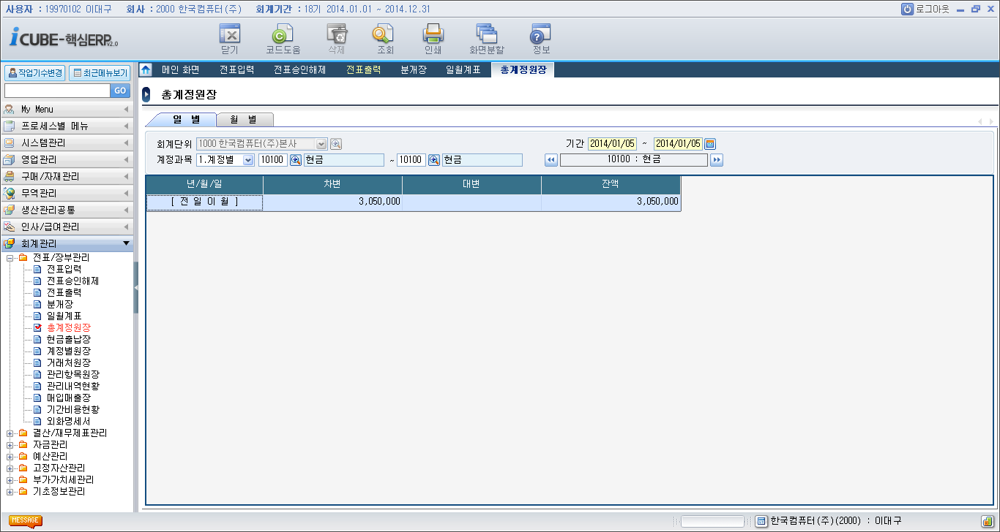 사용자 : 19970102 이대구 회사 : 2000 한국컴퓨터(주) 회계기간 : 18기 2014.01.01 ~ 2014.12.31 로그아웃
iCUBE-핵심ERP v2.0
닫기 코드도움 삭제 조회 인쇄 화면분할 정보
작업기수변경 최근메뉴보기
메인 화면 전표입력 전표승인해제 전표출력 분개장 일월계표 총계정원장
GO
총계정원장
My Menu
프로세스별 메뉴
시스템관리
영업관리
구매/자재관리
무역관리
생산관리공통
인사/급여관리
회계관리
전표/장부관리
전표입력
전표승인해제
전표출력
분개장
일월계표
총계정원장
현금출납장
계정별원장
거래처원장
관리항목원장
관리내역현황
매입매출장
기간비용현황
외화명세서
결산/재무제표관리
자금관리
예산관리
고정자산관리
부가가치세관리
기초정보관리
일 별 월 별
회계단위 1000 한국컴퓨터(주)본사 기간 2014/01/05 ~ 2014/01/05
계정과목 1.계정별 10100 현금 ~ 10100 현금 10100 : 현금
년/월/일 차변 대변 잔액
[ 전 일 이 월 ] 3,050,000 3,050,000
MESSAGE
한국컴퓨터(주)(2000) : 이대구